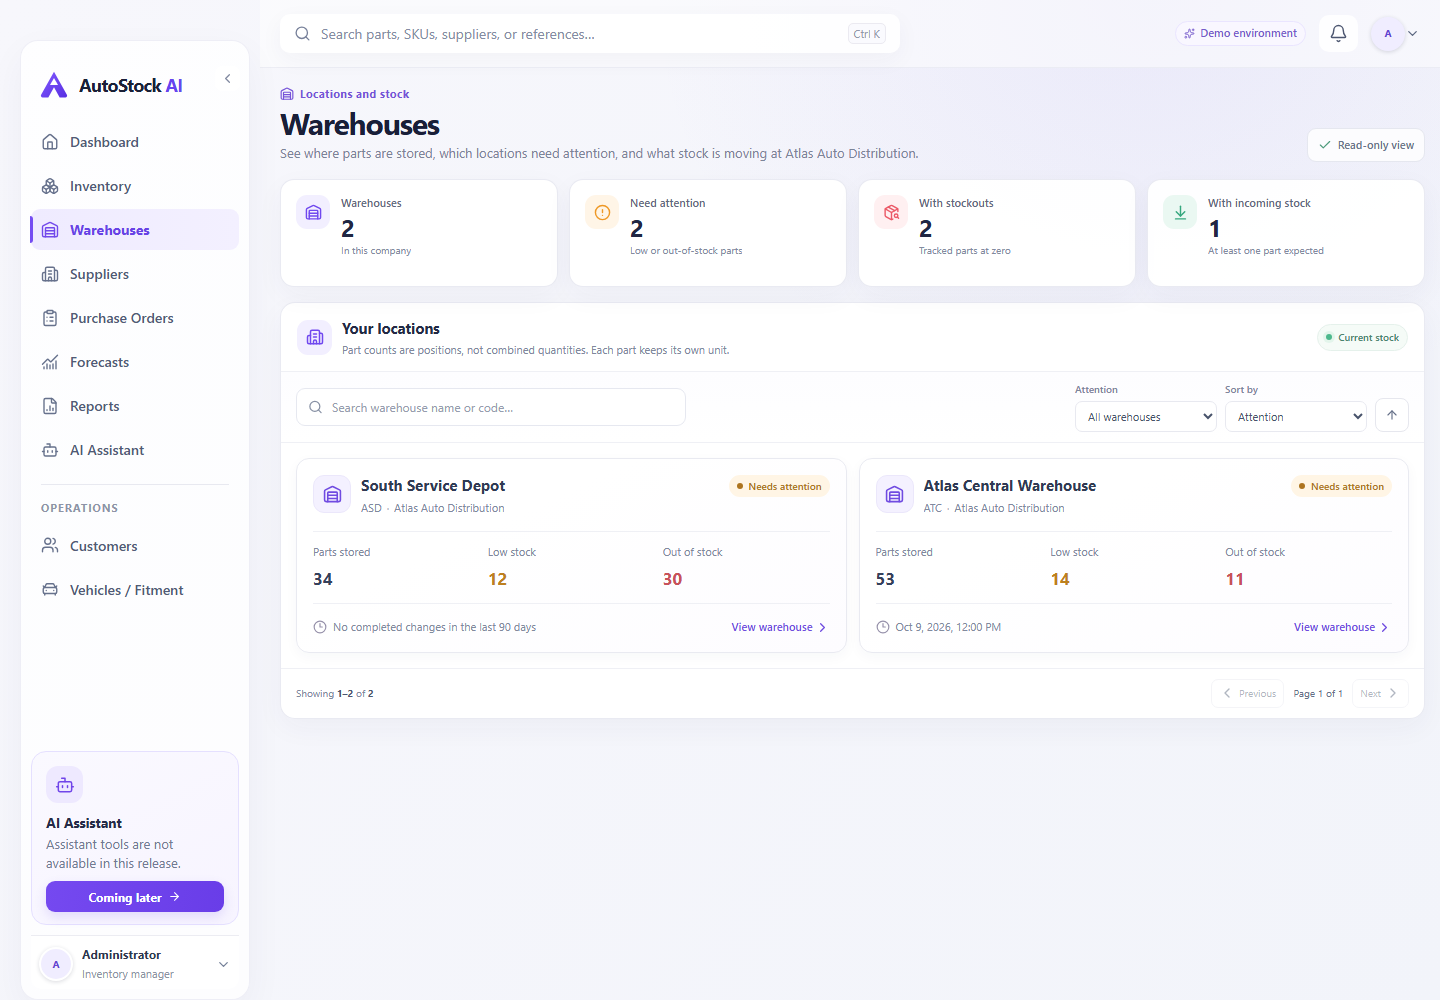 Search parts, SKUs, suppliers, or references...
Ctrl K
Demo environment
A
AutoStock AI
Dashboard
Inventory
Warehouses
Suppliers
Purchase Orders
Forecasts
Reports
AI Assistant
OPERATIONS
Customers
Vehicles / Fitment
AI Assistant
Assistant tools are not
available in this release.
Coming later
A
Administrator
Inventory manager
Locations and stock
Warehouses
See where parts are stored, which locations need attention, and what stock is moving at Atlas Auto Distribution.
Read-only view
Warehouses
2
In this company
Need attention
2
Low or out-of-stock parts
With stockouts
2
Tracked parts at zero
With incoming stock
1
At least one part expected
Your locations
Part counts are positions, not combined quantities. Each part keeps its own unit.
Current stock
Search warehouse name or code...
Attention
All warehouses
Sort by
Attention
South Service Depot
ASD · Atlas Auto Distribution
Needs attention
Parts stored
34
Low stock
12
Out of stock
30
No completed changes in the last 90 days
View warehouse
Atlas Central Warehouse
ATC · Atlas Auto Distribution
Needs attention
Parts stored
53
Low stock
14
Out of stock
11
Oct 9, 2026, 12:00 PM
View warehouse
Showing 1–2 of 2
Previous
Page 1 of 1
Next